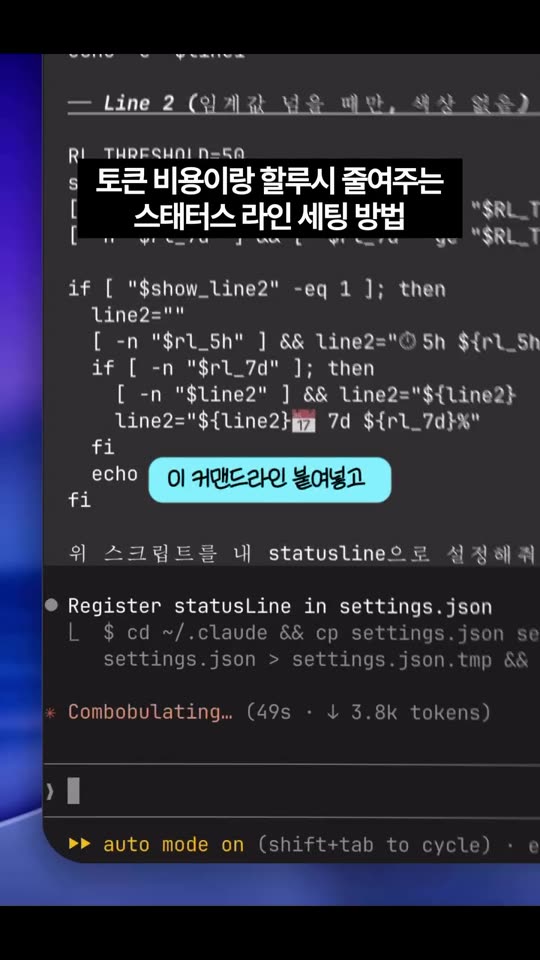 ── Line 2 (임계값 넘을 때만, 색상 없음)
RL_THRESHOLD=50
토큰 비용이랑 할루시 줄여주는
스태터스 라인 세팅 방법
"$RL_T
"$RL_T
if [ "$show_line2" -eq 1 ]; then
line2=""
[ -n "$rl_5h" ] && line2="⏱ 5h ${rl_5h
if [ -n "$rl_7d" ]; then
[ -n "$line2" ] && line2="${line2}
line2="${line2}📅 7d ${rl_7d}%"
fi
echo
이 커맨드라인 붙여넣고
fi
위 스크립트를 내 statusline으로 설정해줘
● Register statusLine in settings.json
⎿ $ cd ~/.claude && cp settings.json se
settings.json > settings.json.tmp &&
✳ Combobulating… (49s · ↓ 3.8k tokens)
❯
▶▶ auto mode on (shift+tab to cycle) · e